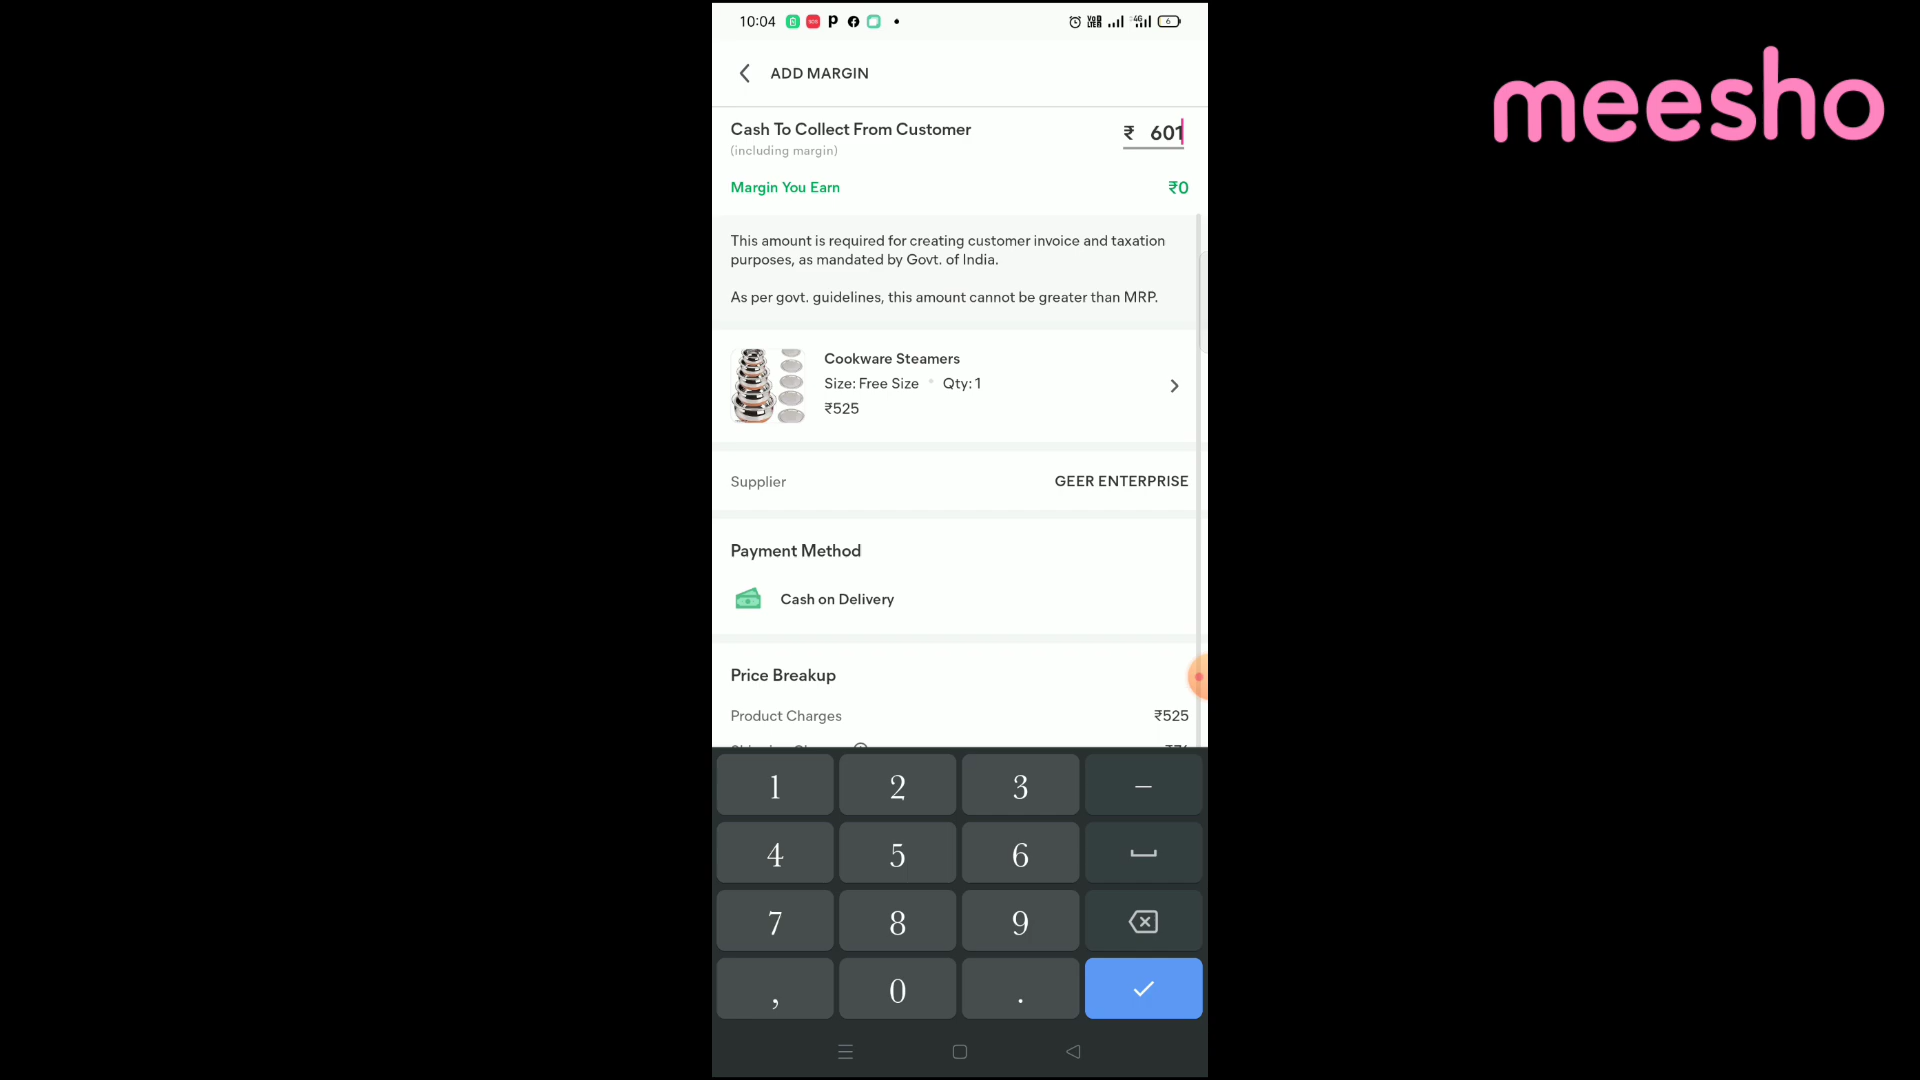 10:04
meesho
ADD MARGIN
Cash To Collect From Customer
₹ 601
(including margin)
Margin You Earn
₹0
This amount is required for creating customer invoice and taxation
purposes, as mandated by Govt. of India.
As per govt. guidelines, this amount cannot be greater than MRP.
Cookware Steamers
Size: Free Size • Qty: 1
₹525
Supplier
GEER ENTERPRISE
Payment Method
Cash on Delivery
Price Breakup
Product Charges
₹525
1 2 3 –
4 5 6
7 8 9
, 0 .